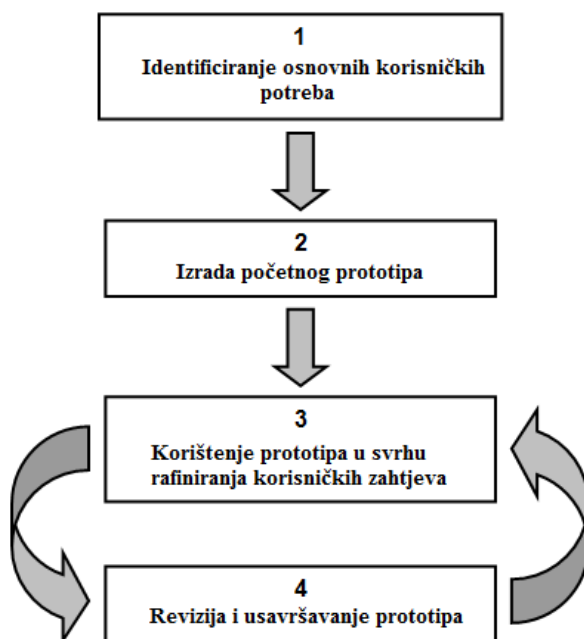 1
Identificiranje osnovnih korisničkih
potreba
2
Izrada početnog prototipa
3
Korištenje prototipa u svrhu
rafiniranja korisničkih zahtjeva
4
Revizija i usavršavanje prototipa